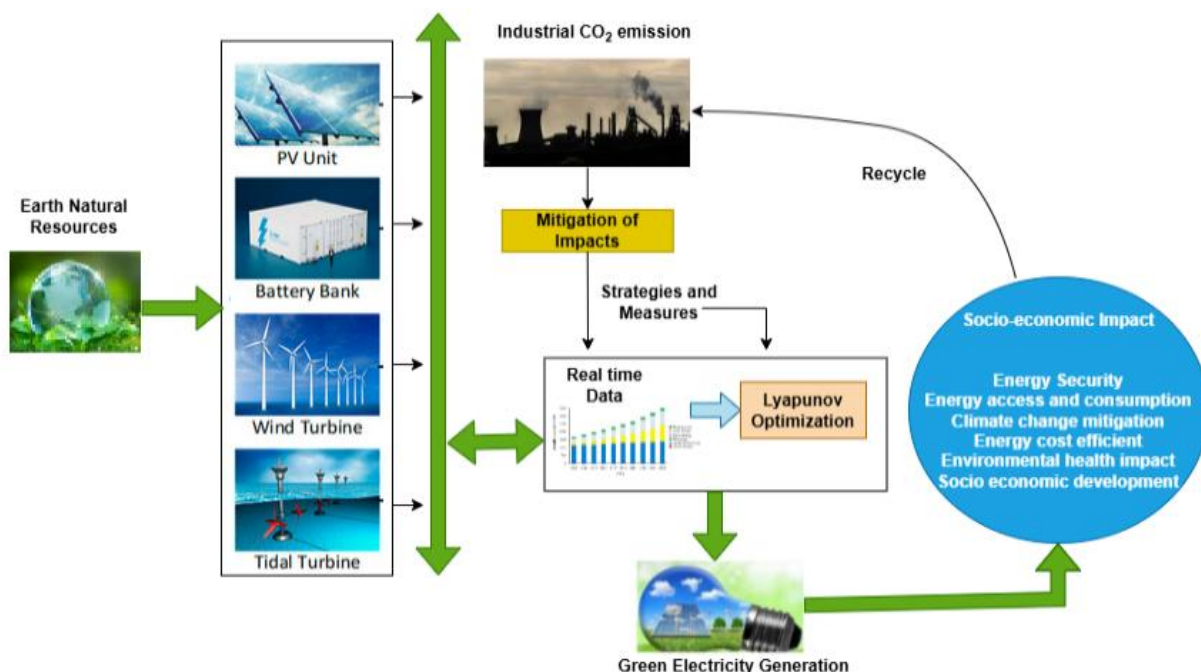 Industrial CO₂ emission
PV Unit
Recycle
Earth Natural
Resources
Mitigation of
Impacts
Battery Bank
Strategies and
Measures
Socio-economic Impact
Real time
Data
Lyapunov
Optimization
Energy Security
Energy access and consumption
Climate change mitigation
Energy cost efficient
Environmental health impact
Socio economic development
Wind Turbine
Tidal Turbine
Green Electricity Generation